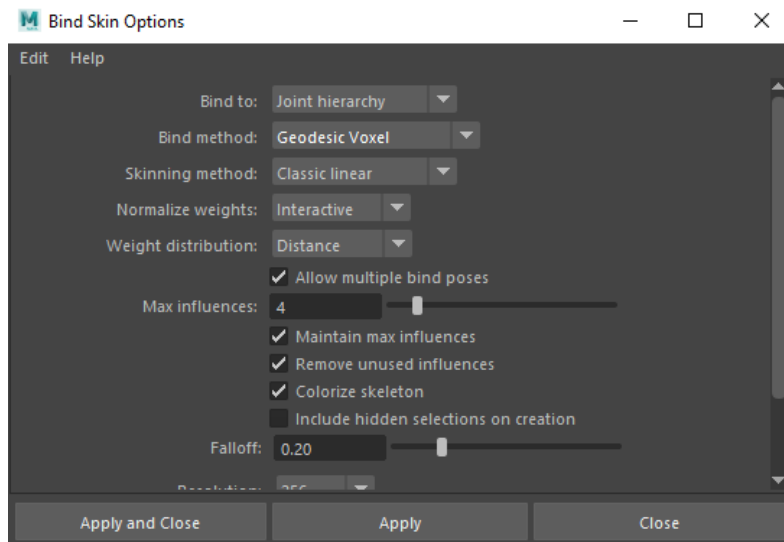 Bind Skin Options
Edit Help
Bind to: Joint hierarchy
Bind method: Geodesic Voxel
Skinning method: Classic linear
Normalize weights: Interactive
Weight distribution: Distance
Allow multiple bind poses
Max influences: 4
Maintain max influences
Remove unused influences
Colorize skeleton
Include hidden selections on creation
Falloff: 0.20
Resolution: 256
Apply and Close Apply Close